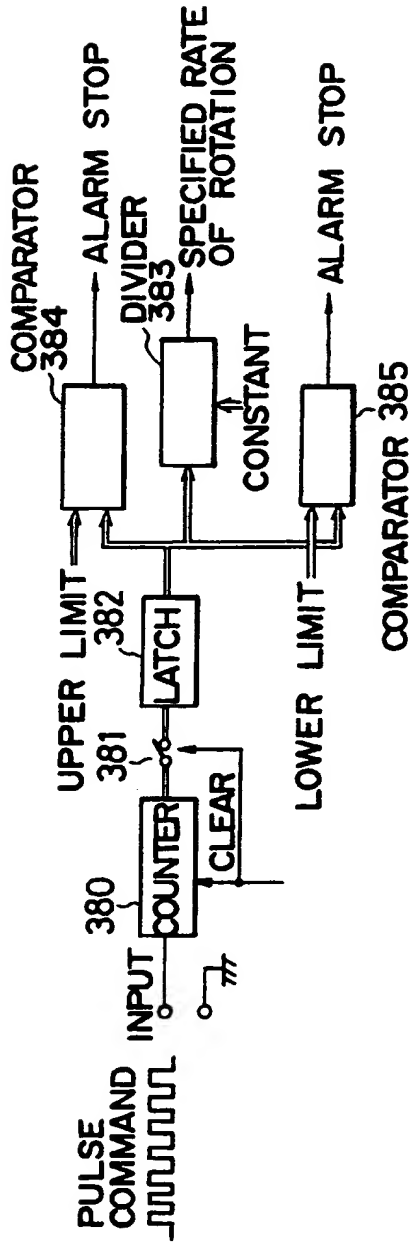 PULSE
COMMAND
INPUT
380
COUNTER
CLEAR
381
382
LATCH
UPPER LIMIT
COMPARATOR
384
ALARM STOP
DIVIDER
383
SPECIFIED RATE
OF ROTATION
CONSTANT
LOWER LIMIT
COMPARATOR 385
ALARM STOP